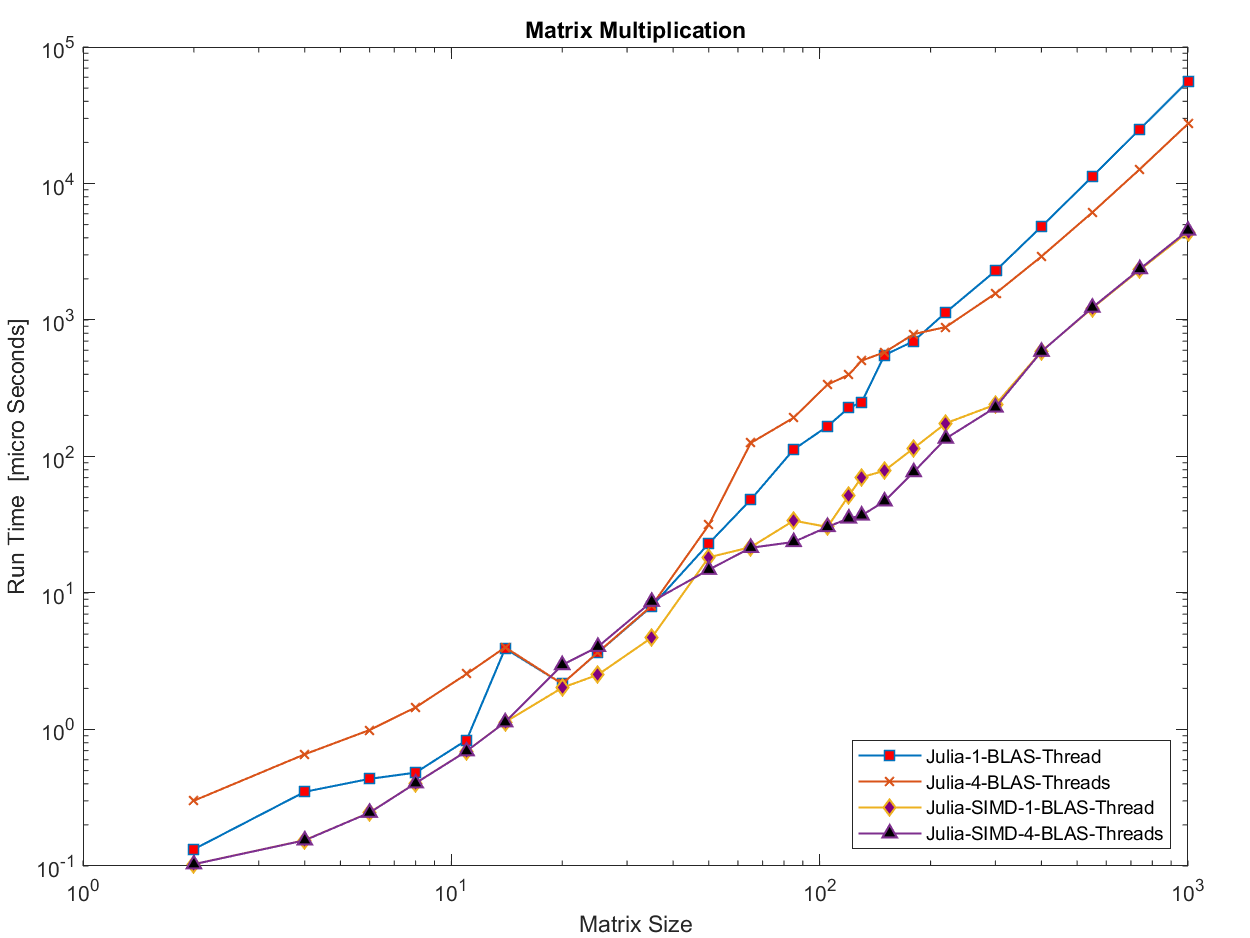 Matrix Multiplication
10^5
10^4
10^3
10^2
10^1
10^0
10^-1
Run Time [micro Seconds]
10^0 10^1 10^2 10^3
Matrix Size
Julia-1-BLAS-Thread
Julia-4-BLAS-Threads
Julia-SIMD-1-BLAS-Thread
Julia-SIMD-4-BLAS-Threads